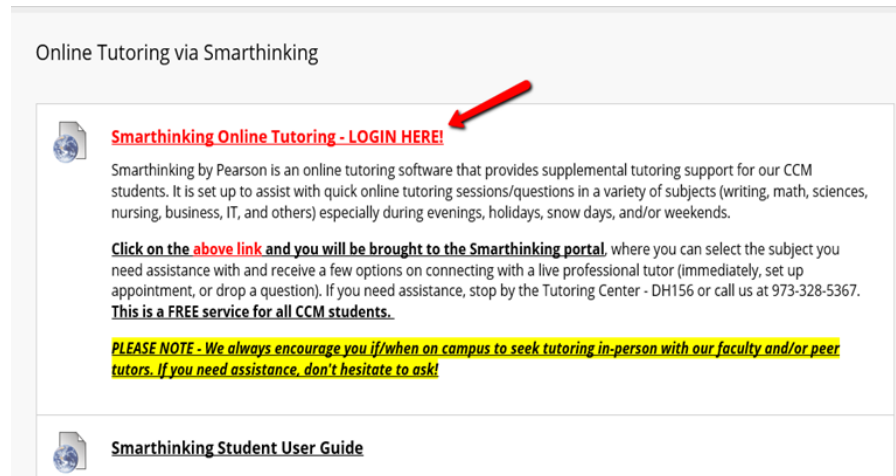 Online Tutoring via Smarthinking
Smarthinking Online Tutoring - LOGIN HERE!
Smarthinking by Pearson is an online tutoring software that provides supplemental tutoring support for our CCM
students. It is set up to assist with quick online tutoring sessions/questions in a variety of subjects (writing, math, sciences,
nursing, business, IT, and others) especially during evenings, holidays, snow days, and/or weekends.
Click on the above link and you will be brought to the Smarthinking portal, where you can select the subject you
need assistance with and receive a few options on connecting with a live professional tutor (immediately, set up
appointment, or drop a question). If you need assistance, stop by the Tutoring Center - DH156 or call us at 973-328-5367.
This is a FREE service for all CCM students.
PLEASE NOTE - We always encourage you if/when on campus to seek tutoring in-person with our faculty and/or peer
tutors. If you need assistance, don't hesitate to ask!
Smarthinking Student User Guide